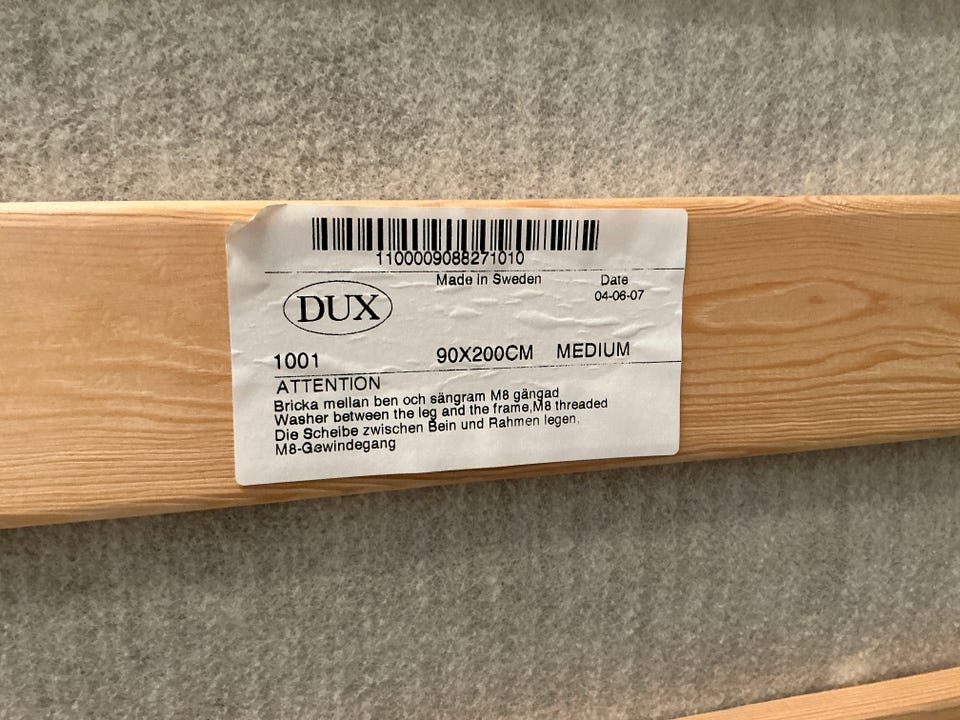 1100009088271010
Made in Sweden Date
04-06-07
DUX
1001 90X200CM MEDIUM
ATTENTION
Bricka mellan ben och sängram M8 gängad
Washer between the leg and the frame,M8 threaded
Die Scheibe zwischen Bein und Rahmen legen,
M8-Gewindegang